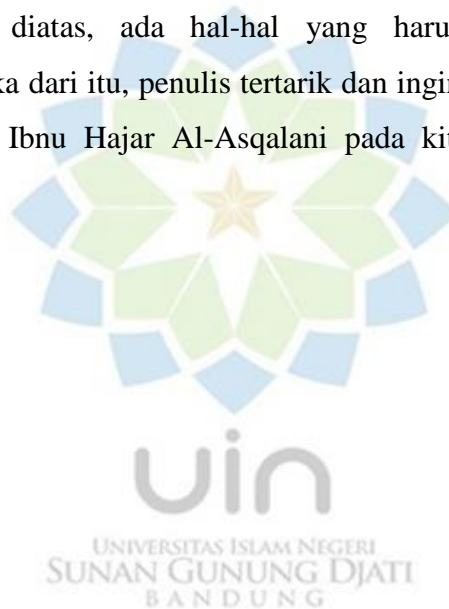 diatas, ada hal-hal yang haru
ka dari itu, penulis tertarik dan ingin
Ibnu Hajar Al-Asqalani pada kit
uin
UNIVERSITAS ISLAM NEGERI
SUNAN GUNUNG DJATI
BANDUNG